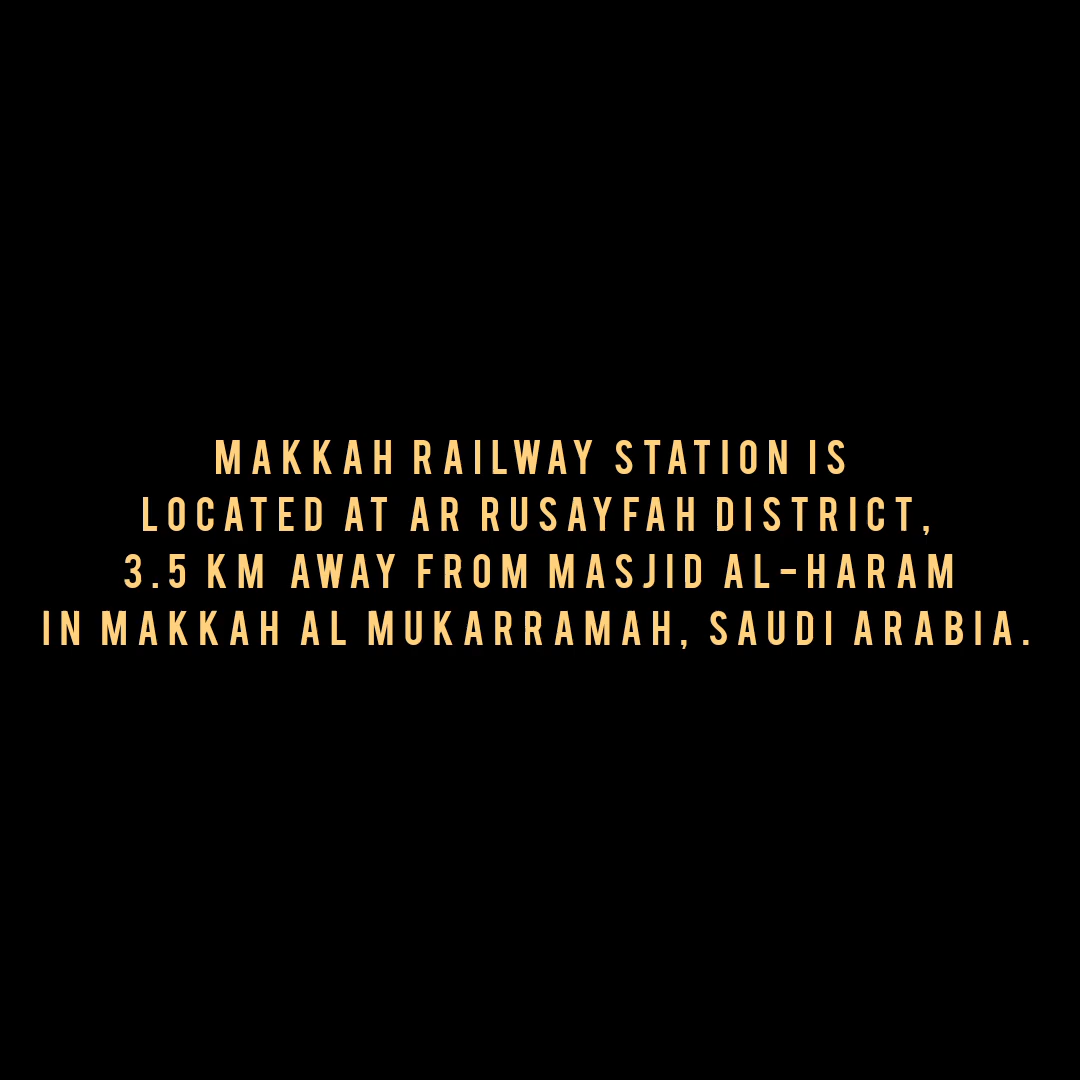 MAKKAH RAILWAY STATION IS
LOCATED AT AR RUSAYFAH DISTRICT,
3.5 KM AWAY FROM MASJID AL-HARAM
IN MAKKAH AL MUKARRAMAH, SAUDI ARABIA.